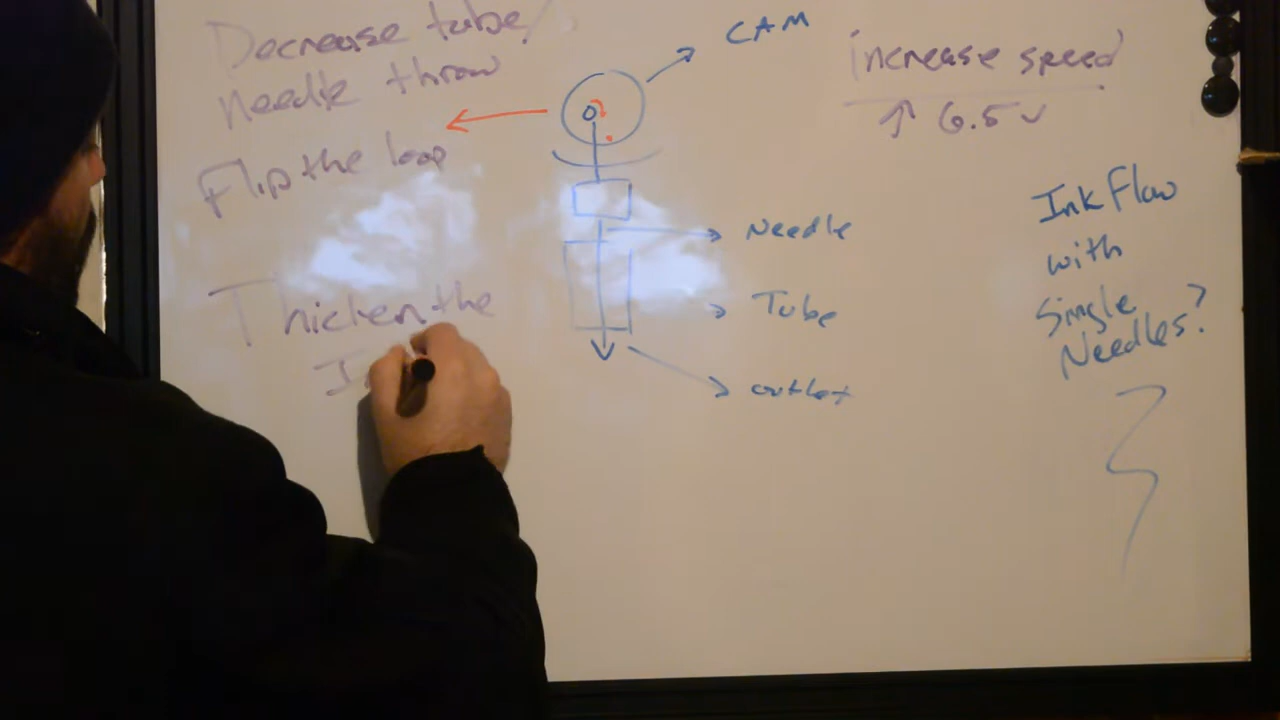 Decrease tube/
needle throw
Flip the loop
Thicken the
I
CAM
Needle
Tube
outlet
increase speed
↑ 6.5 v
Ink Flow
with
Single
Needles?